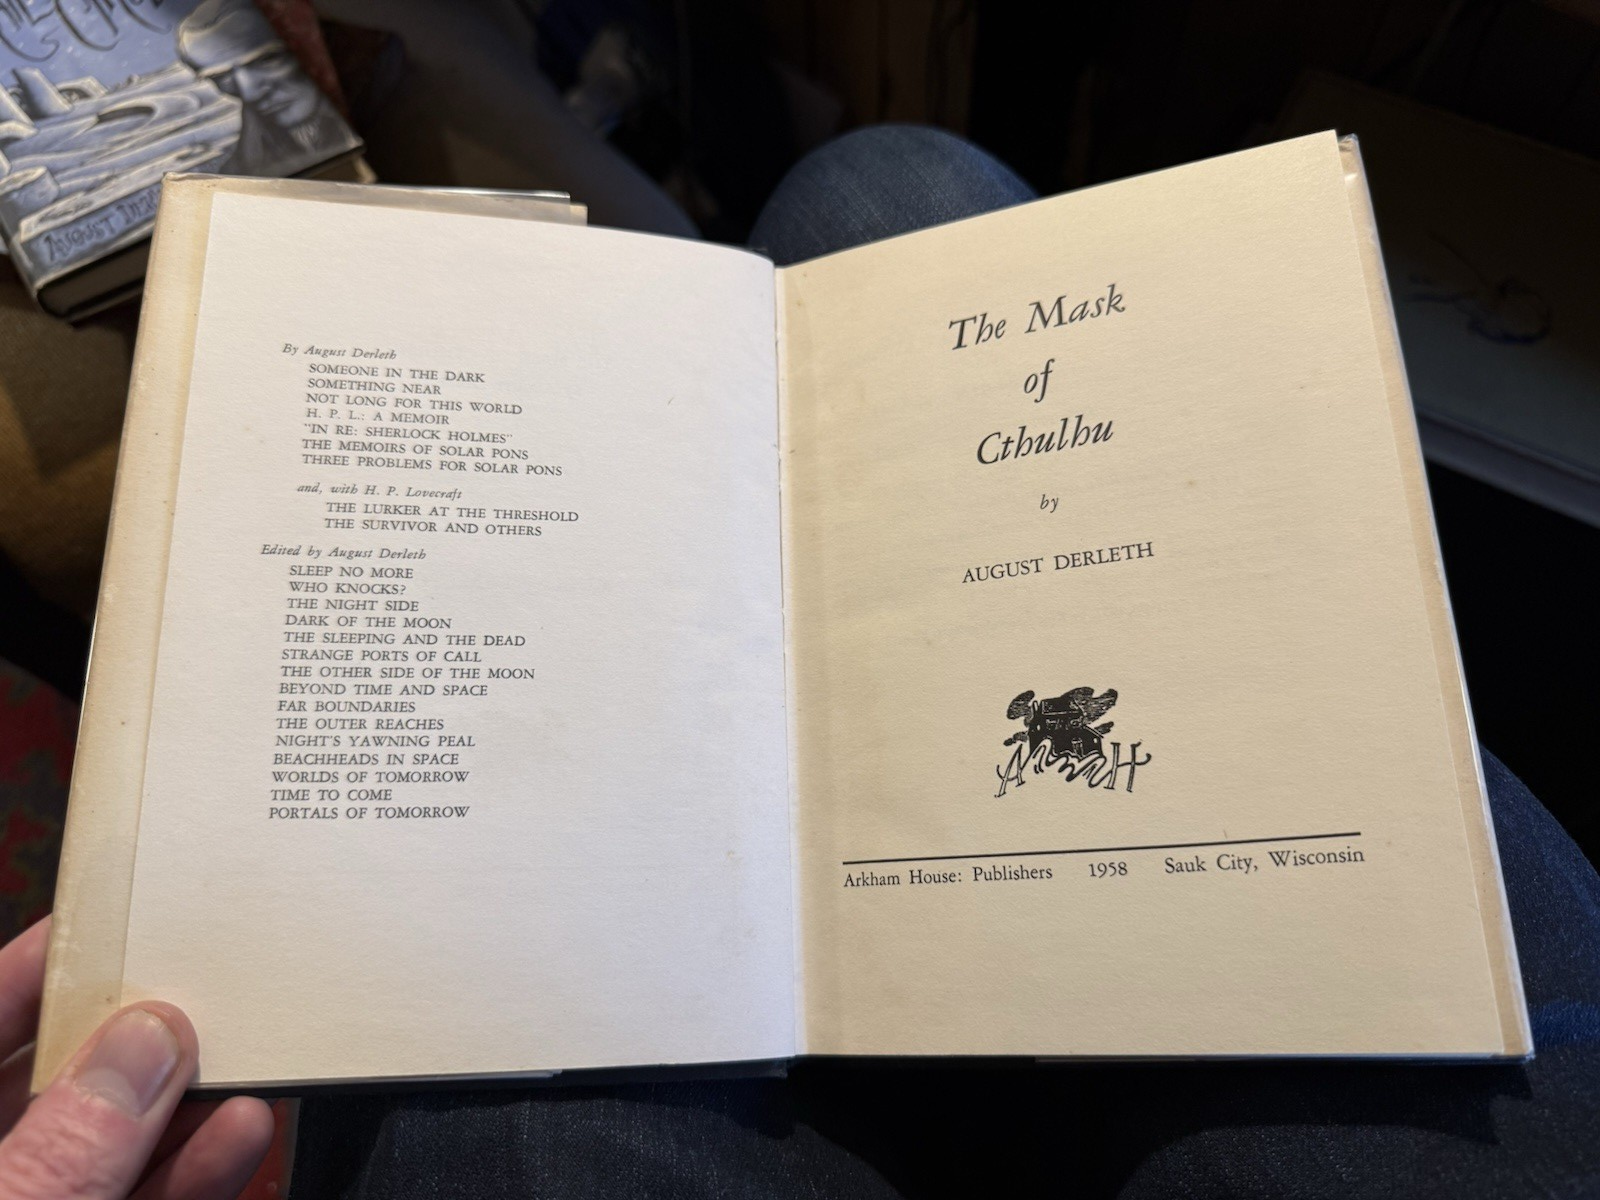 AUGUST
By August Derleth
SOMEONE IN THE DARK
SOMETHING NEAR
NOT LONG FOR THIS WORLD
H. P. L.: A MEMOIR
"IN RE: SHERLOCK HOLMES"
THE MEMOIRS OF SOLAR PONS
THREE PROBLEMS FOR SOLAR PONS
and, with H. P. Lovecraft
THE LURKER AT THE THRESHOLD
THE SURVIVOR AND OTHERS
Edited by August Derleth
SLEEP NO MORE
WHO KNOCKS?
THE NIGHT SIDE
DARK OF THE MOON
THE SLEEPING AND THE DEAD
STRANGE PORTS OF CALL
THE OTHER SIDE OF THE MOON
BEYOND TIME AND SPACE
FAR BOUNDARIES
THE OUTER REACHES
NIGHT'S YAWNING PEAL
BEACHHEADS IN SPACE
WORLDS OF TOMORROW
TIME TO COME
PORTALS OF TOMORROW
The Mask
of
Cthulhu
by
AUGUST DERLETH
Arkham House: Publishers 1958 Sauk City, Wisconsin